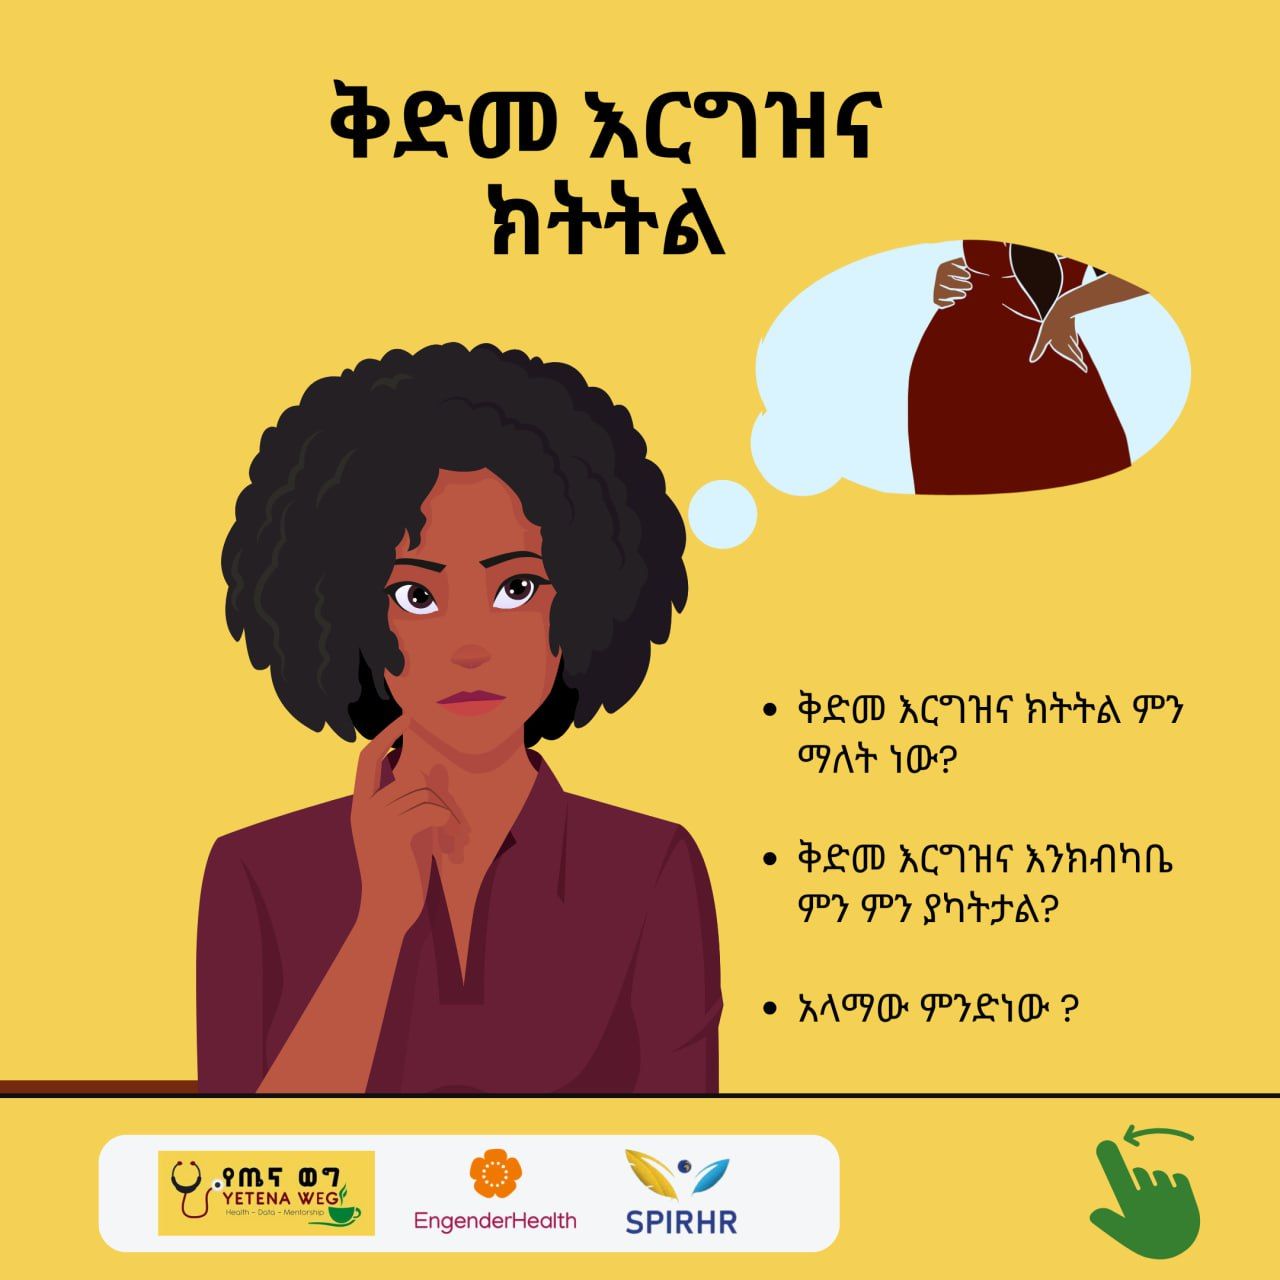 ቅድመ እርግዝና
ክትትል
• ቅድመ እርግዝና ክትትል ምን
ማለት ነው?
• ቅድመ እርግዝና እንክብካቤ
ምን ምን ያካትታል?
• አላማው ምንድነው ?
የጤና ወግ
YETENA WEG
Health - Data - Mentorship
EngenderHealth
SPIRHR